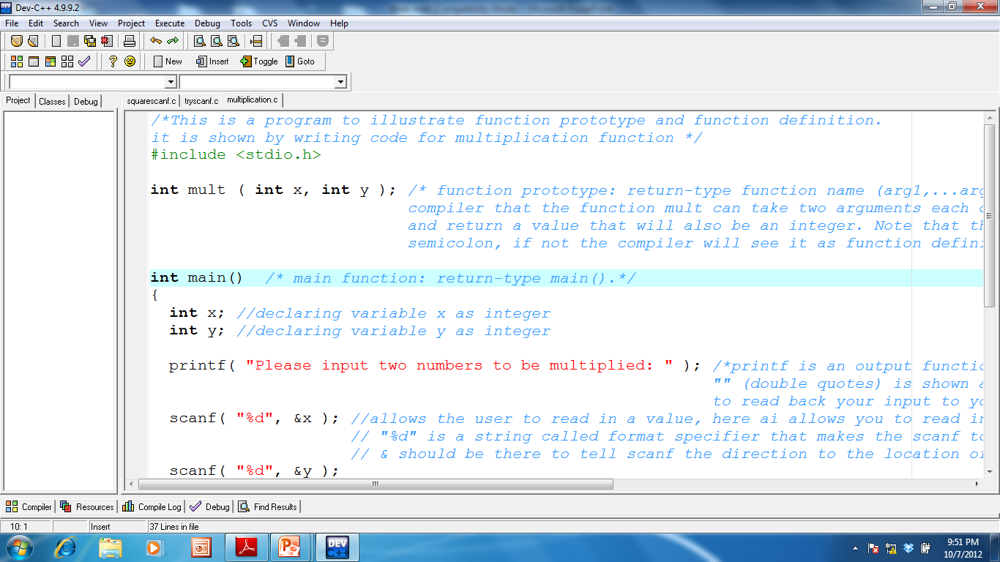 Dev-C++ 4.9.9.2
File Edit Search View Project Execute Debug Tools CVS Window Help
New Insert Toggle Goto
Project Classes Debug squarescanf.c tryscanf.c multiplication.c
/*This is a program to illustrate function prototype and function definition.
it is shown by writing code for multiplication function */
#include <stdio.h>
int mult ( int x, int y ); /* function prototype: return-type function name (arg1,...arg
compiler that the function mult can take two arguments each
and return a value that will also be an integer. Note that th
semicolon, if not the compiler will see it as function defini
int main() /* main function: return-type main().*/
{
int x; //declaring variable x as integer
int y; //declaring variable y as integer
printf( "Please input two numbers to be multiplied: " ); /*printf is an output functio
"" (double quotes) is shown a
to read back your input to yo
scanf( "%d", &x ); //allows the user to read in a value, here ai allows you to read in
// "%d" is a string called format specifier that makes the scanf to
// & should be there to tell scanf the direction to the location o
scanf( "%d", &y );
Compiler Resources Compile Log Debug Find Results
10: 1 Insert 37 Lines in file
DEV C++
9:51 PM
10/7/2012